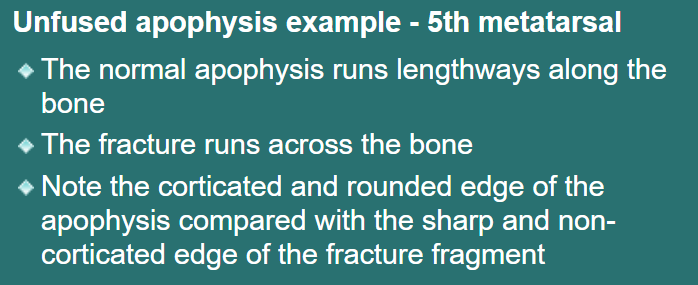 Unfused apophysis example - 5th metatarsal
The normal apophysis runs lengthways along the
bone
The fracture runs across the bone
Note the corticated and rounded edge of the
apophysis compared with the sharp and non-
corticated edge of the fracture fragment